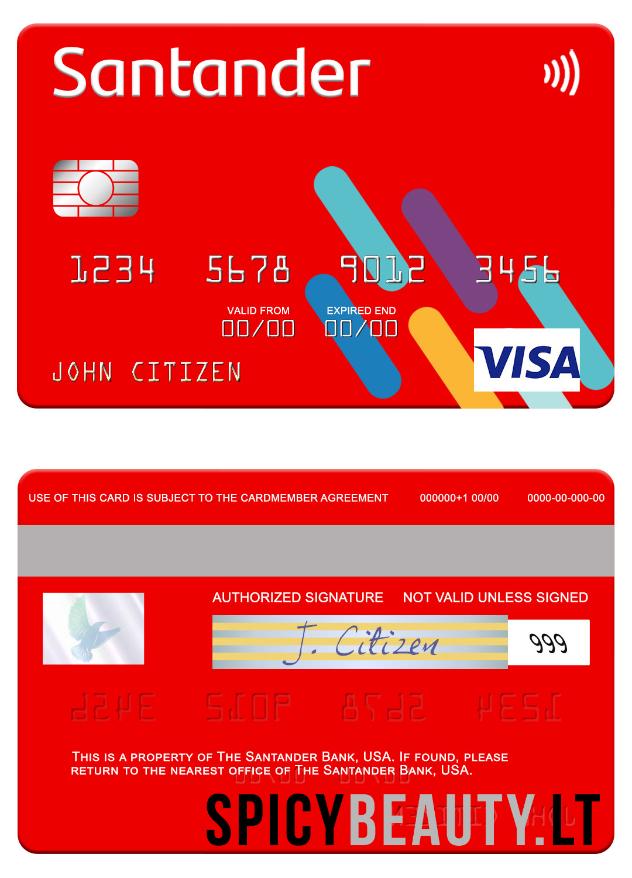 Santander
1234 5678 9012 3456
VALID FROM EXPIRED END
00/00 00/00
JOHN CITIZEN
VISA
USE OF THIS CARD IS SUBJECT TO THE CARDMEMBER AGREEMENT 000000+1 00/00 0000-00-000-00
AUTHORIZED SIGNATURE NOT VALID UNLESS SIGNED
J. Citizen 999
THIS IS A PROPERTY OF THE SANTANDER BANK, USA. IF FOUND, PLEASE
RETURN TO THE NEAREST OFFICE OF THE SANTANDER BANK, USA.
SPICYBEAUTY.LT